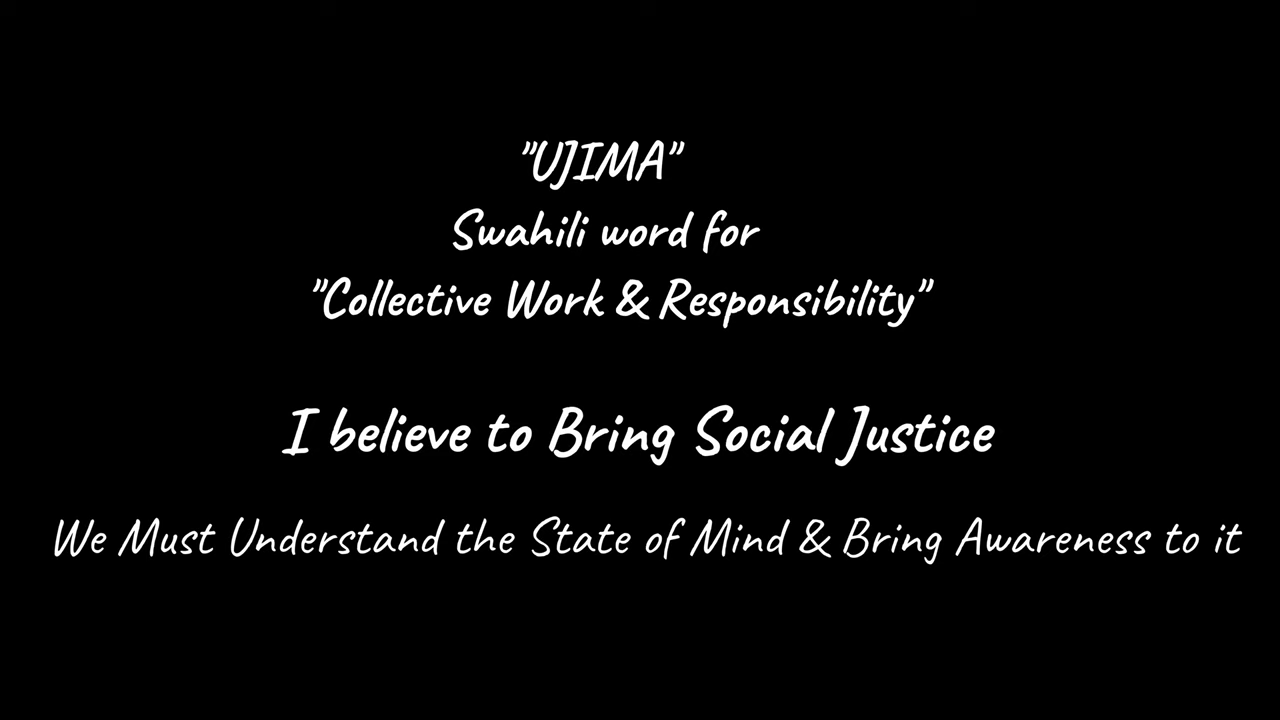 "UJIMA"
Swahili word for
"Collective Work & Responsibility"
I believe to Bring Social Justice
We Must Understand the State of Mind & Bring Awareness to it